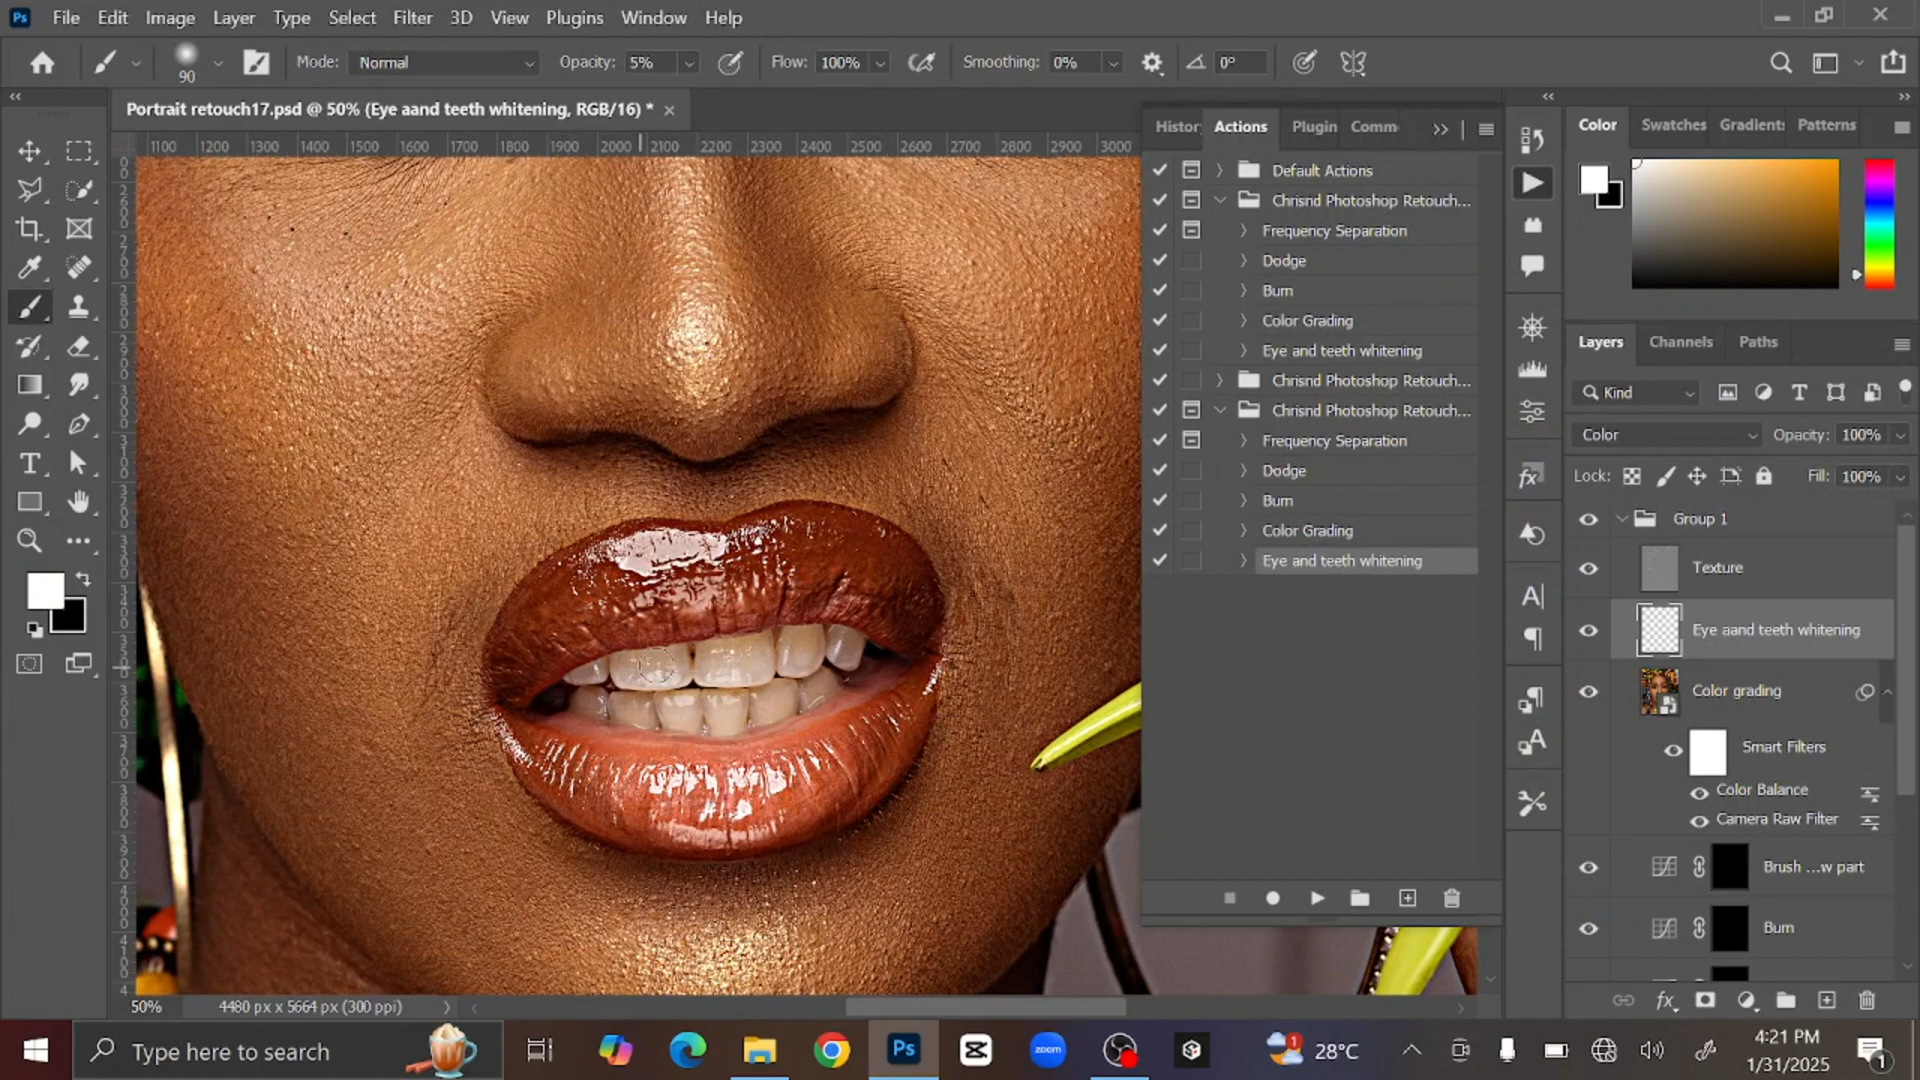 Ps File Edit Image Layer Type Select Filter 3D View Plugins Window Help
90 Mode: Normal Opacity: 5% Flow: 100% Smoothing: 0% 0°
Portrait retouch17.psd @ 50% (Eye aand teeth whitening, RGB/16) * ×
1100 1200 1300 1400 1500 1600 1700 1800 1900 2000 2100 2200 2300 2400 2500 2600 2700 2800 2900 3000
Histor Actions Plugin Comm
Default Actions
Chrisnd Photoshop Retouch...
Frequency Separation
Dodge
Burn
Color Grading
Eye and teeth whitening
Chrisnd Photoshop Retouch...
Chrisnd Photoshop Retouch...
Frequency Separation
Dodge
Burn
Color Grading
Eye and teeth whitening
Color Swatches Gradients Patterns
Layers Channels Paths
Kind
Color Opacity: 100%
Lock: Fill: 100%
Group 1
Texture
Eye aand teeth whitening
Color grading
Smart Filters
Color Balance
Camera Raw Filter
Brush ...w part
Burn
50% 4480 px x 5664 px (300 ppi)
Type here to search
Ps
zoom
1
28°C
4:21 PM
1/31/2025
1